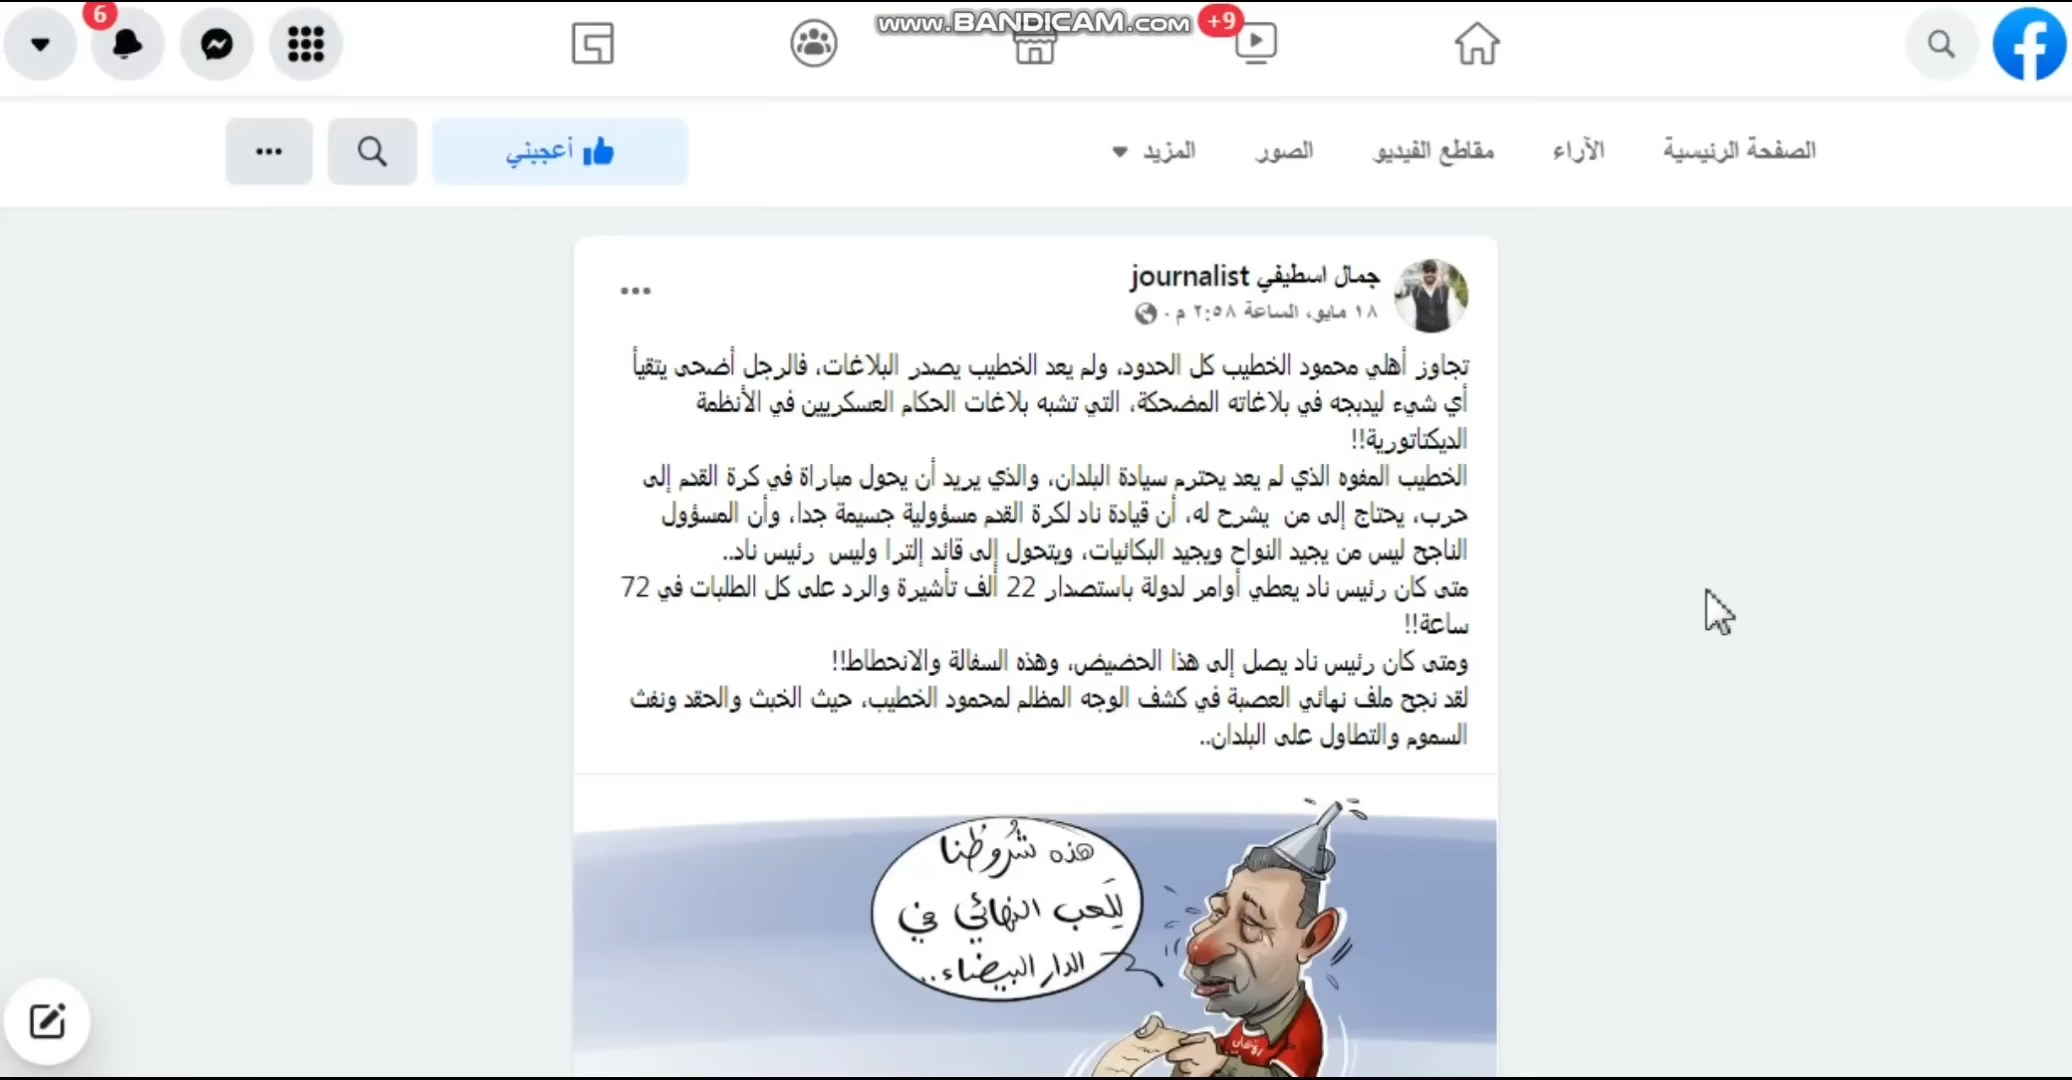 6
www.BANDICAM.com
+9
الصفحة الرئيسية
الآراء
مقاطع الفيديو
الصور
المزيد
أعجبني
جمال اسطيفي journalist
١٨ مايو، الساعة ٢:٥٨ م ·
تجاوز أهلي محمود الخطيب كل الحدود، ولم يعد الخطيب يصدر البلاغات، فالرجل أضحى يتقيأ
أي شيء ليدبجه في بلاغاته المضحكة، التي تشبه بلاغات الحكام العسكريين في الأنظمة
الديكتاتورية!!
الخطيب المفوه الذي لم يعد يحترم سيادة البلدان، والذي يريد أن يحول مباراة في كرة القدم إلى
حرب، يحتاج إلى من يشرح له، أن قيادة ناد لكرة القدم مسؤولية جسيمة جدا، وأن المسؤول
الناجح ليس من يجيد النواح ويجيد البكائيات، ويتحول إلى قائد إلترا وليس رئيس ناد..
متى كان رئيس ناد يعطي أوامر لدولة باستصدار 22 ألف تأشيرة والرد على كل الطلبات في 72
ساعة!!
ومتى كان رئيس ناد يصل إلى هذا الحضيض، وهذه السفالة والانحطاط!!
لقد نجح ملف نهائي العصبة في كشف الوجه المظلم لمحمود الخطيب، حيث الخبث والحقد ونفث
السموم والتطاول على البلدان..
هذه شُروطُنا
لِلَعب النهائي في
الدار البيضاء..
الأهلي